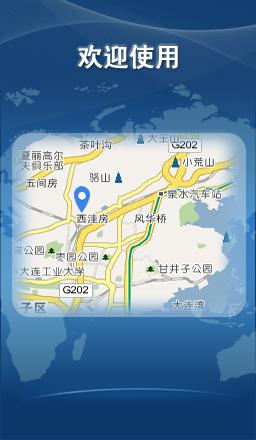 欢迎使用
茶叶沟
大王山
G202
夏丽高尔
夫俱乐部
小荒山
五间房
骆山
泉水汽车站
西洼房
风华桥
枣园公园
甘井子公园
大连工业大学
G202
子区
大连湾